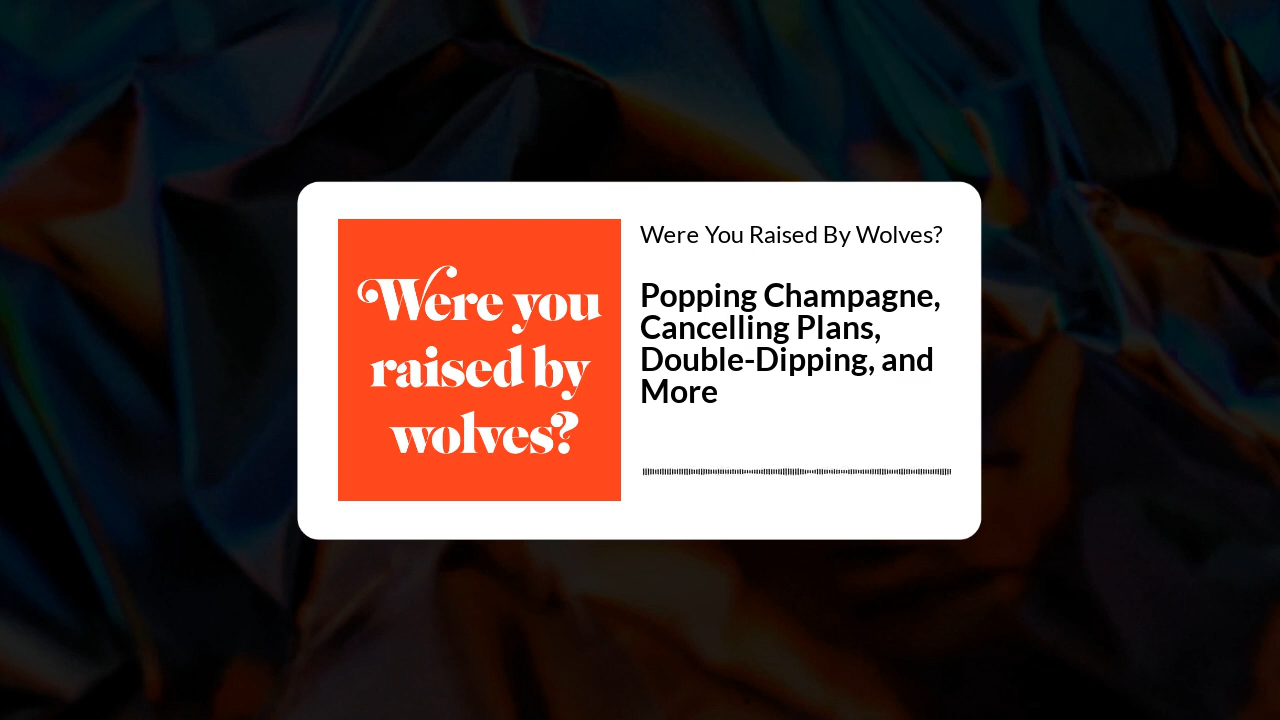 Were you
raised by
wolves?
Were You Raised By Wolves?
Popping Champagne,
Cancelling Plans,
Double-Dipping, and
More